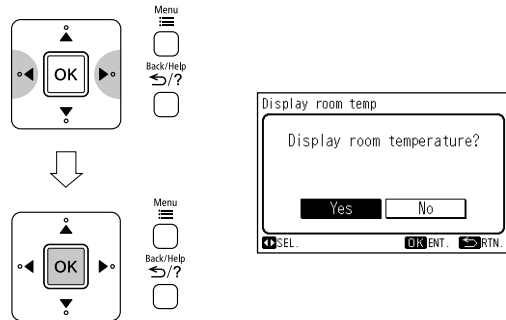 Menu
OK
Back/Help
/?
Menu
OK
Back/Help
/?
Display room temp
Display room temperature?
Yes No
SEL. OK ENT. RTN.